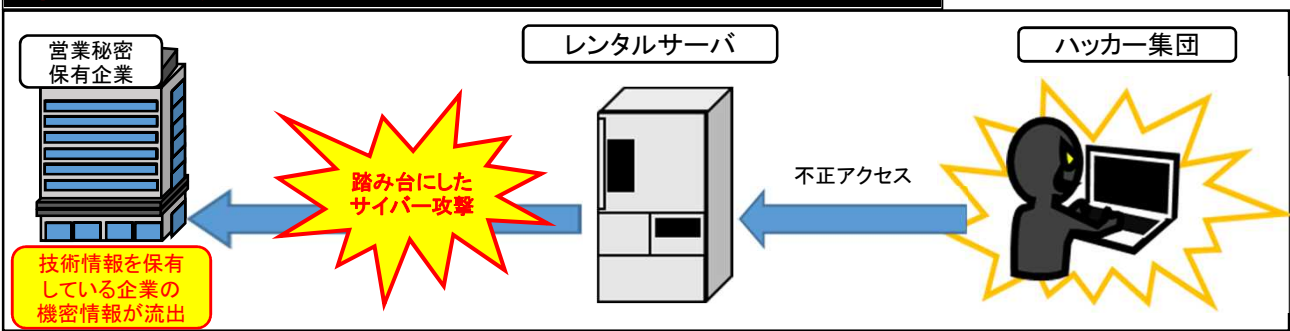 営業秘密
保有企業
レンタルサーバ
ハッカー集団
踏み台にした
サイバー攻撃
不正アクセス
技術情報を保有
している企業の
機密情報が流出